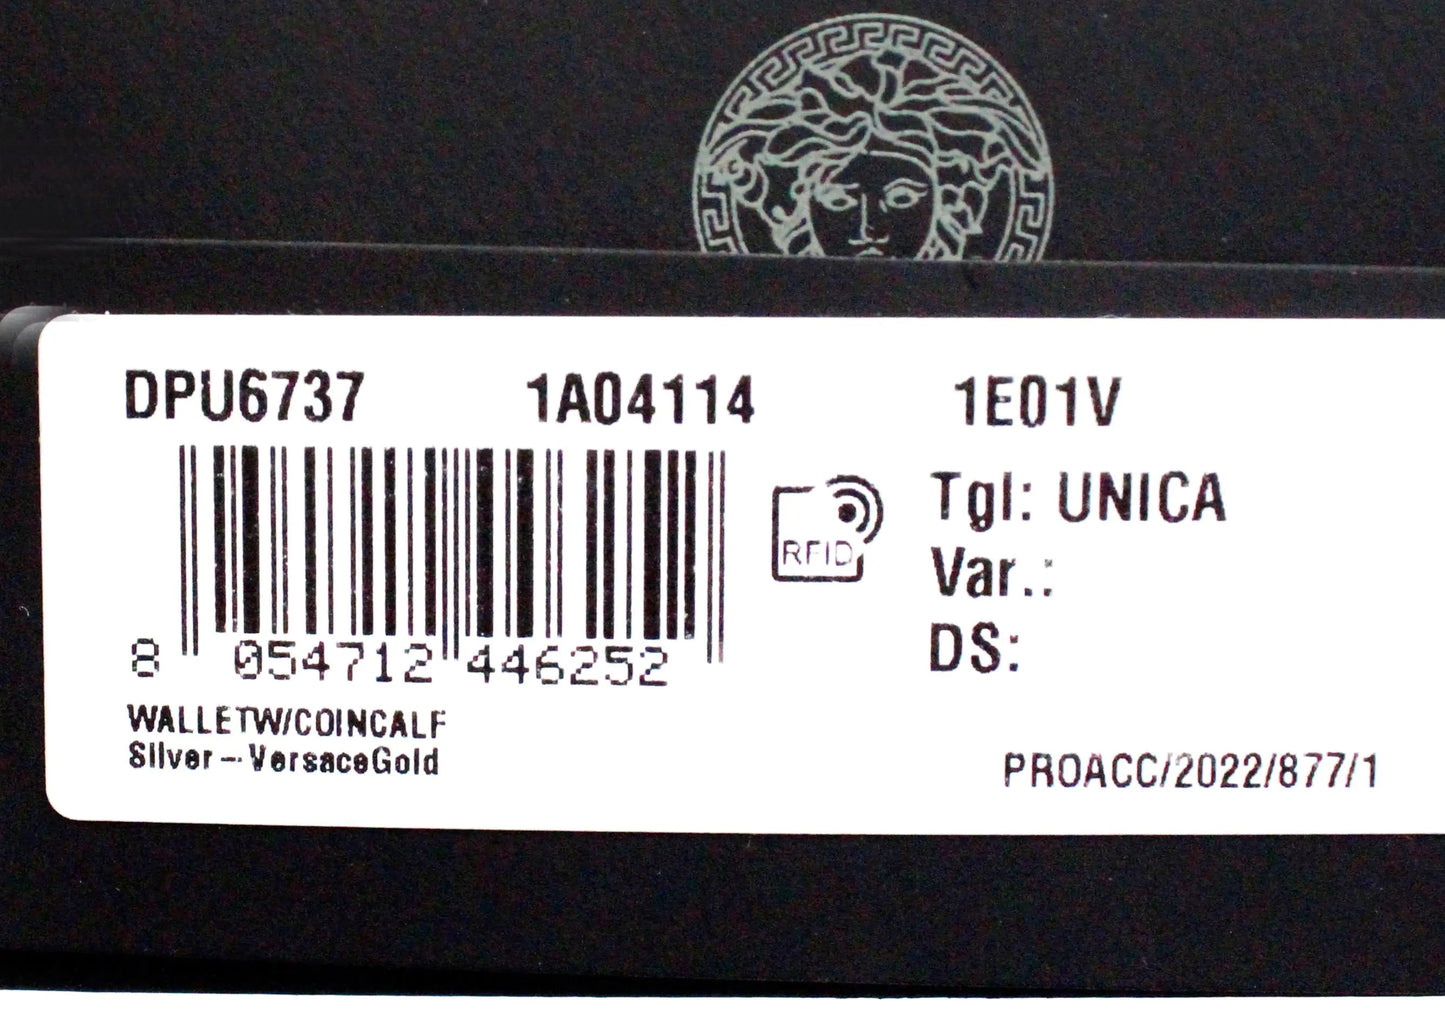 DPU6737 1A04114 1E01V
RFID
Tgl: UNICA
Var.:
DS:
8 054712 446252
WALLETW/COINCALF
Silver--VersaceGold
PROACC/2022/877/1